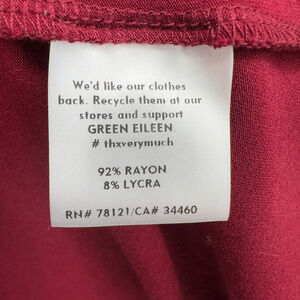 We'd like our clothes
back. Recycle them at our
stores and support
GREEN EILEEN.
# thxverymuch
92% RAYON
8% LYCRA
RN# 78121/CA# 34460